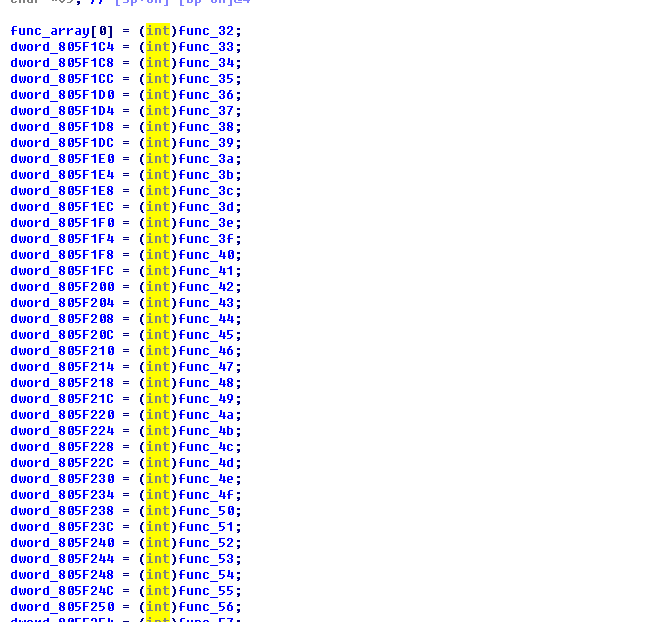 func_array[0] = (int)func_32;
dword_805F1C4 = (int)func_33;
dword_805F1C8 = (int)func_34;
dword_805F1CC = (int)func_35;
dword_805F1D0 = (int)func_36;
dword_805F1D4 = (int)func_37;
dword_805F1D8 = (int)func_38;
dword_805F1DC = (int)func_39;
dword_805F1E0 = (int)func_3a;
dword_805F1E4 = (int)func_3b;
dword_805F1E8 = (int)func_3c;
dword_805F1EC = (int)func_3d;
dword_805F1F0 = (int)func_3e;
dword_805F1F4 = (int)func_3f;
dword_805F1F8 = (int)func_40;
dword_805F1FC = (int)func_41;
dword_805F200 = (int)func_42;
dword_805F204 = (int)func_43;
dword_805F208 = (int)func_44;
dword_805F20C = (int)func_45;
dword_805F210 = (int)func_46;
dword_805F214 = (int)func_47;
dword_805F218 = (int)func_48;
dword_805F21C = (int)func_49;
dword_805F220 = (int)func_4a;
dword_805F224 = (int)func_4b;
dword_805F228 = (int)func_4c;
dword_805F22C = (int)func_4d;
dword_805F230 = (int)func_4e;
dword_805F234 = (int)func_4f;
dword_805F238 = (int)func_50;
dword_805F23C = (int)func_51;
dword_805F240 = (int)func_52;
dword_805F244 = (int)func_53;
dword_805F248 = (int)func_54;
dword_805F24C = (int)func_55;
dword_805F250 = (int)func_56;